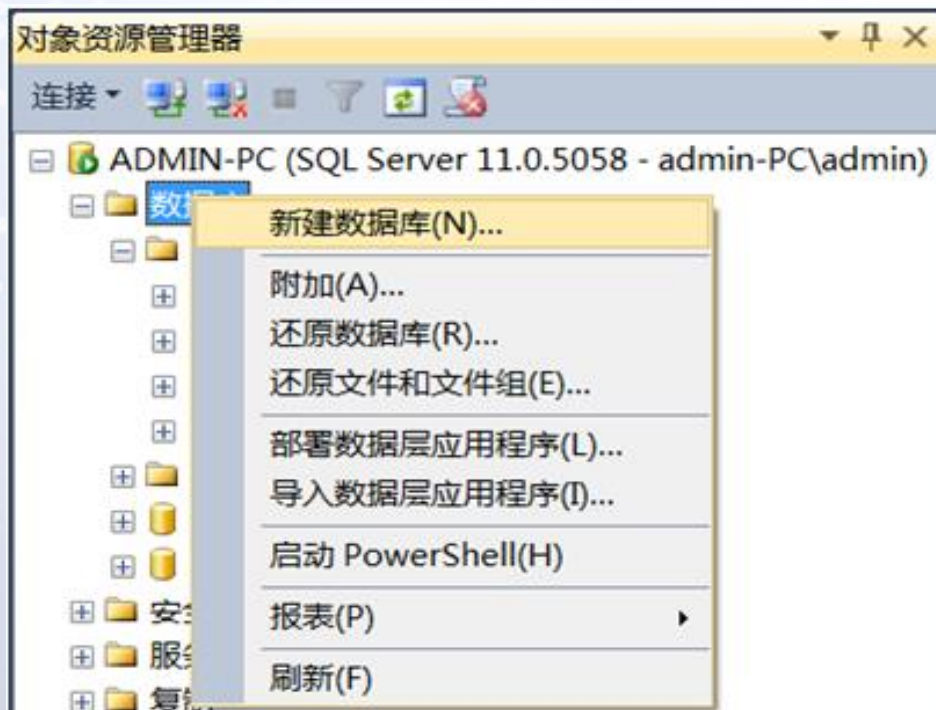 对象资源管理器
连接
ADMIN-PC (SQL Server 11.0.5058 - admin-PC\admin)
新建数据库(N)...
附加(A)...
还原数据库(R)...
还原文件和文件组(E)...
部署数据层应用程序(L)...
导入数据层应用程序(I)...
启动 PowerShell(H)
报表(P)
刷新(F)